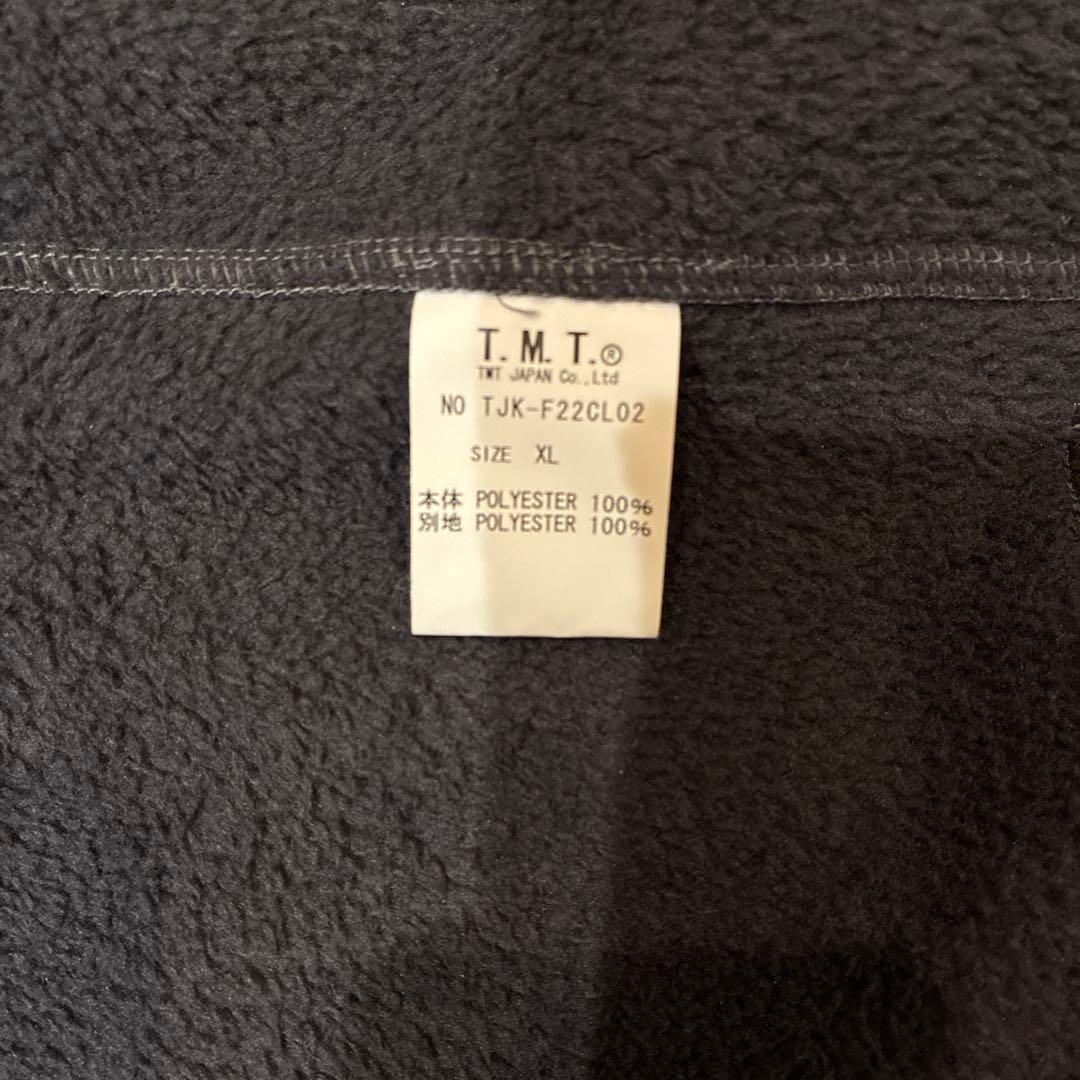 T.M.T.®
TMT JAPAN Co.,Ltd
NO TJK-F22CL02
SIZE XL
本体 POLYESTER 100%
別地 POLYESTER 100%